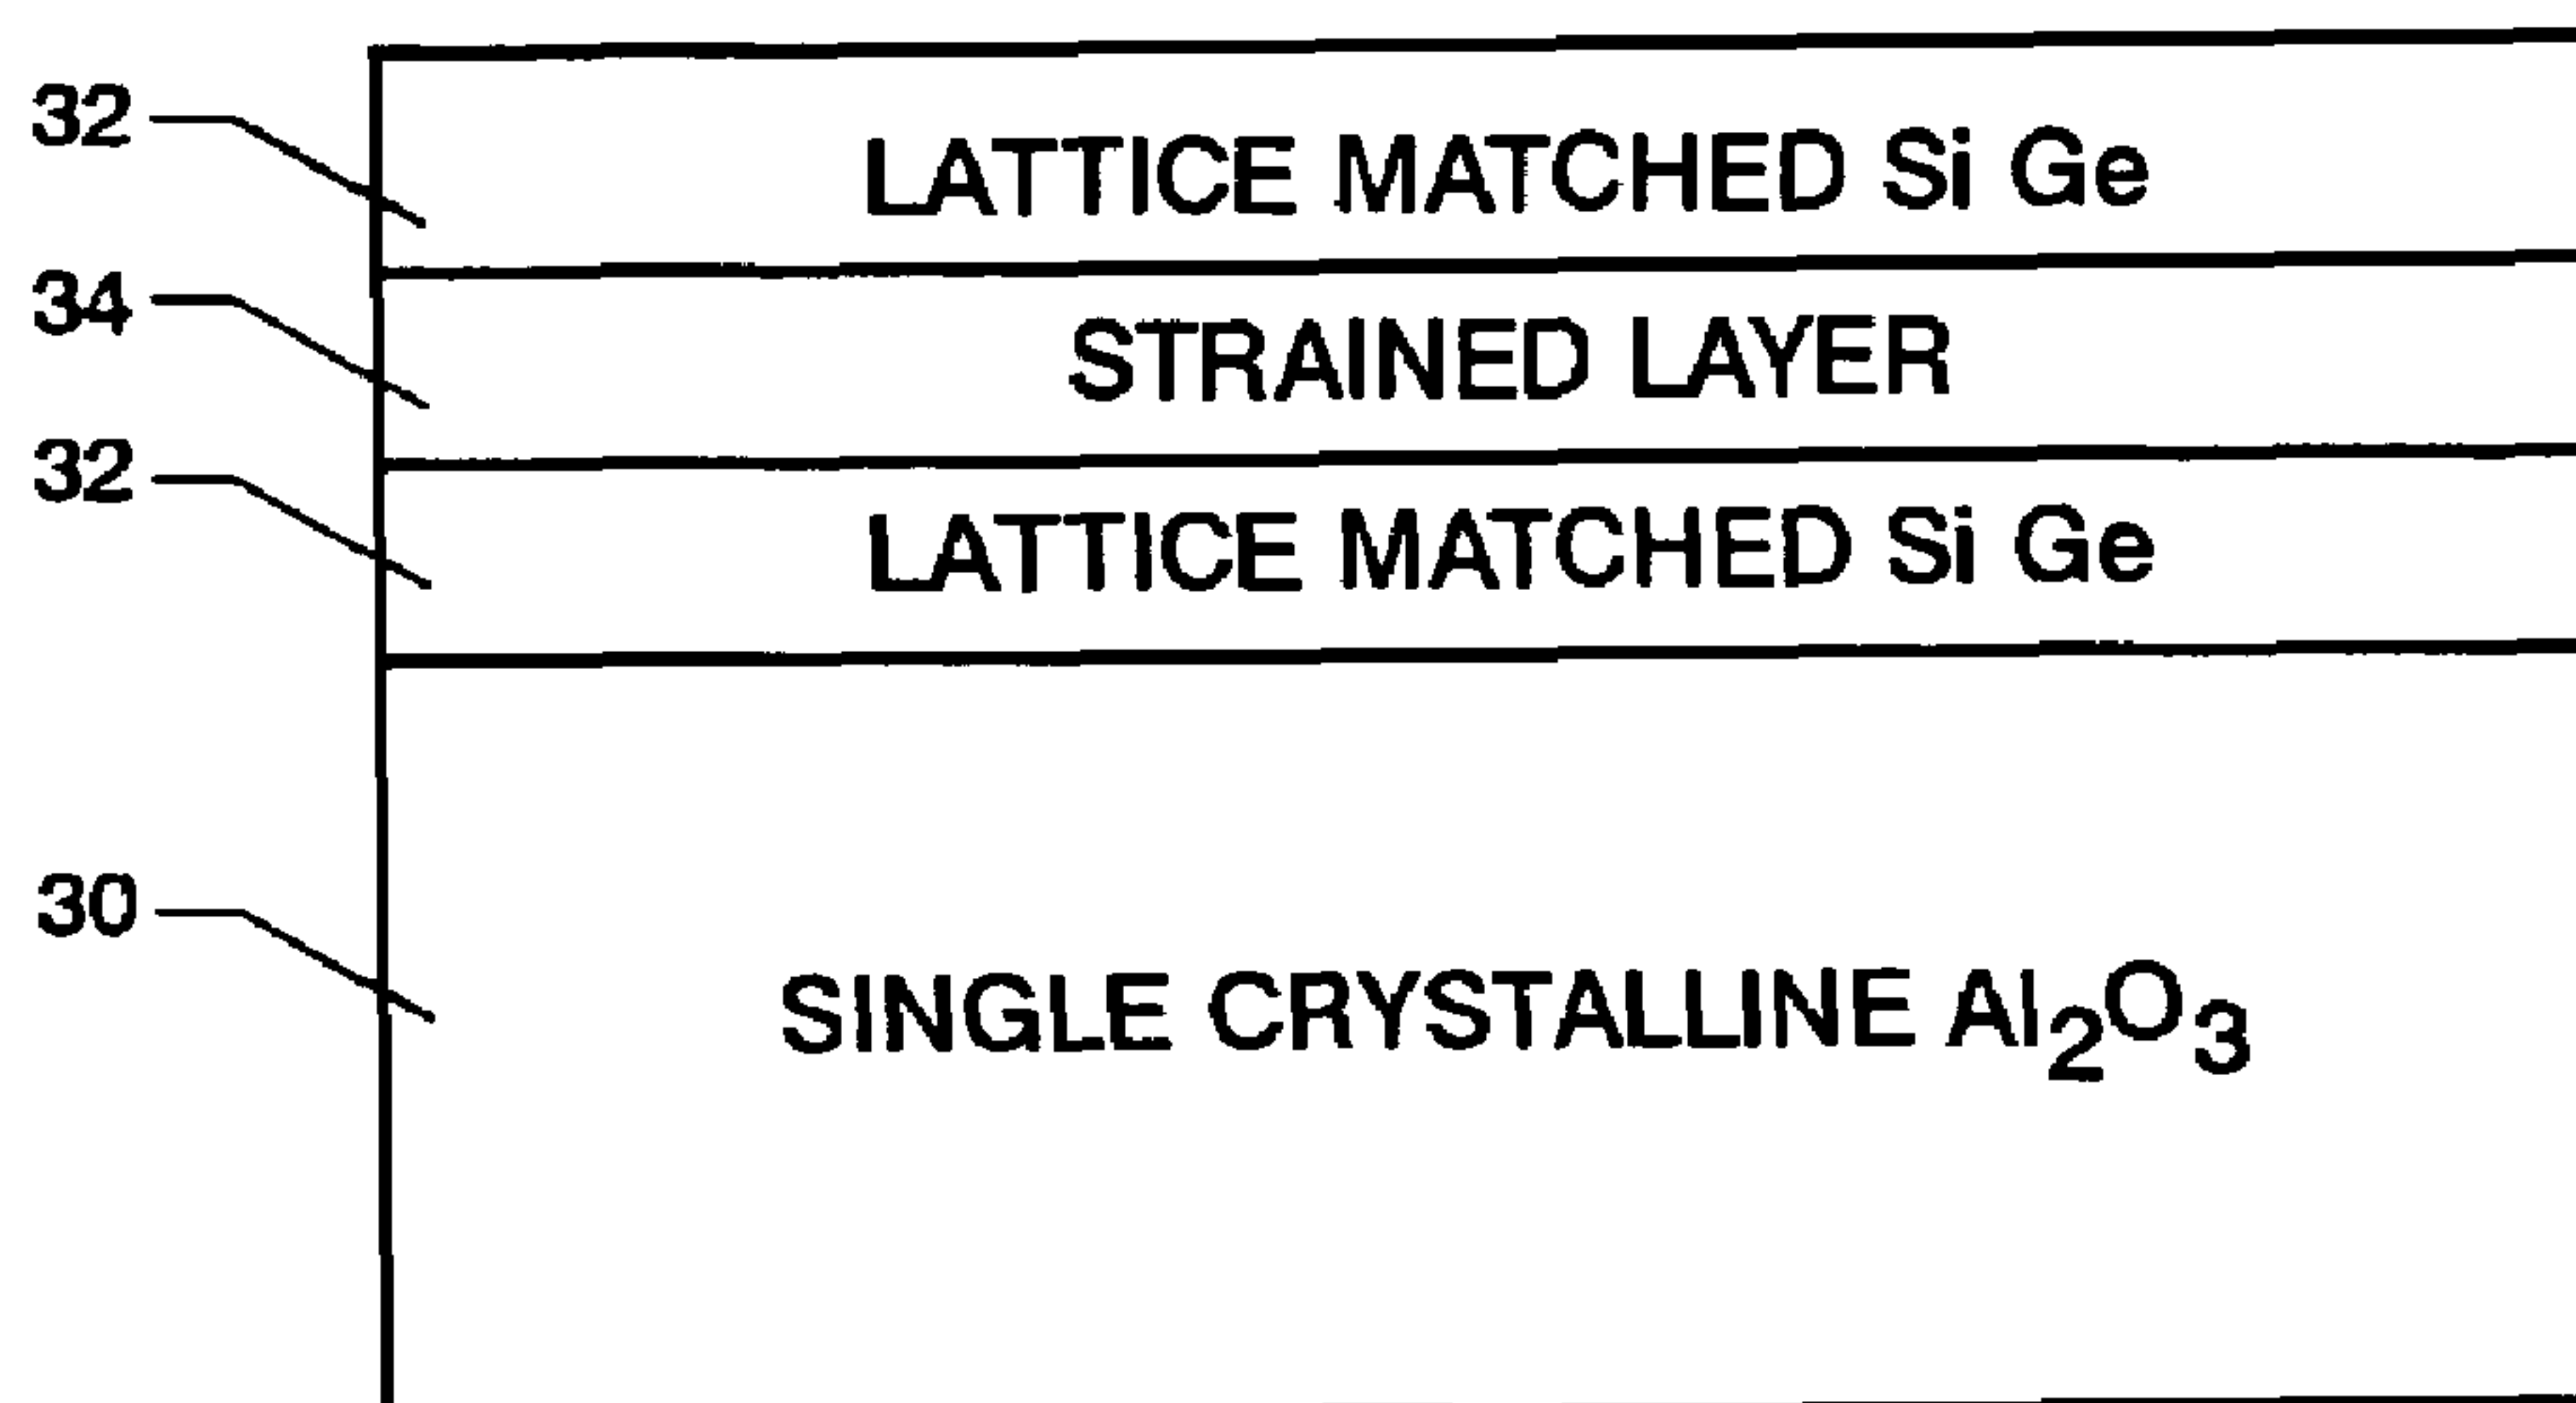 32
LATTICE MATCHED Si Ge
34
STRAINED LAYER
32
LATTICE MATCHED Si Ge
30
SINGLE CRYSTALLINE Al2O3